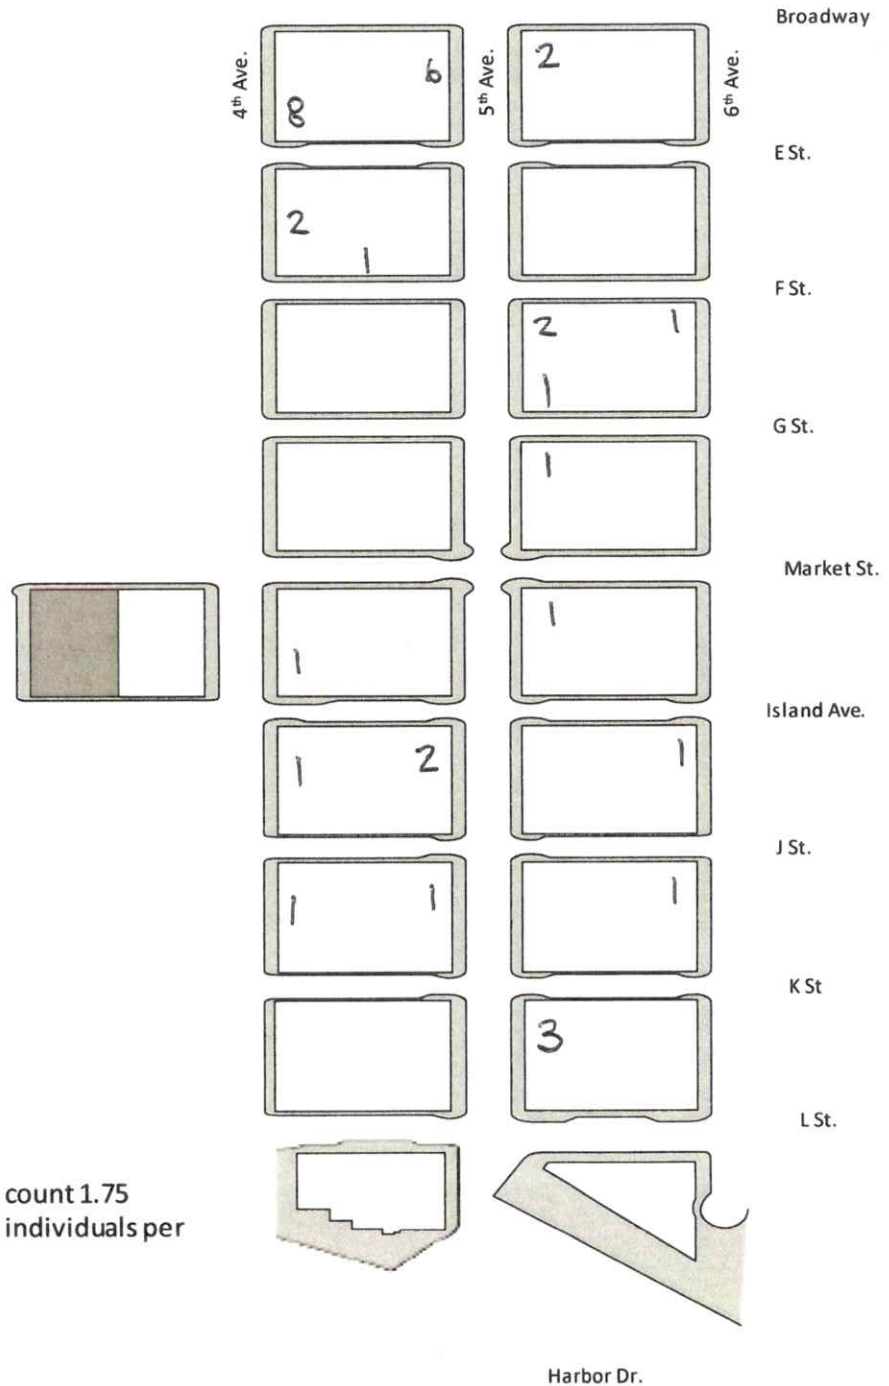 Broadway
4th Ave.
5th Ave.
6th Ave.
6
2
8
E St.
2
1
F St.
2 1
1
G St.
1
Market St.
1
1
Island Ave.
1 2 1
J St.
1 1 1
K St
3
L St.
count 1.75
individuals per
Harbor Dr.